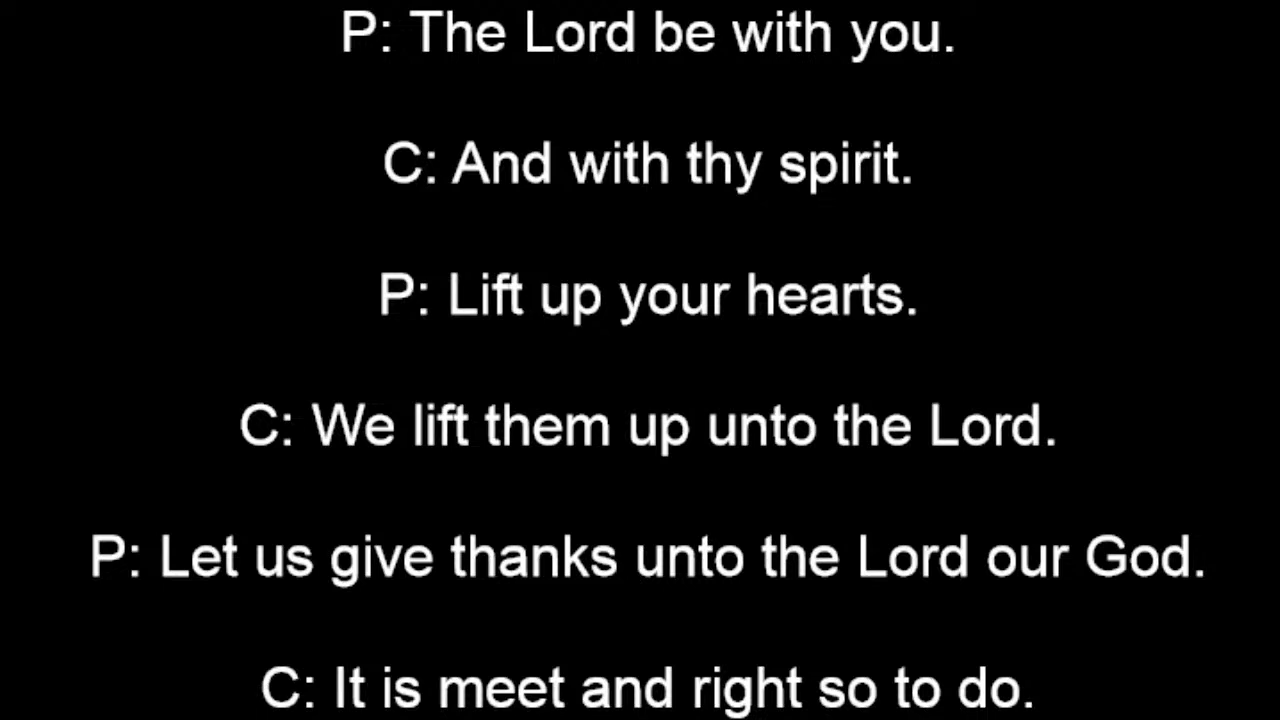 P: The Lord be with you.
C: And with thy spirit.
P: Lift up your hearts.
C: We lift them up unto the Lord.
P: Let us give thanks unto the Lord our God.
C: It is meet and right so to do.